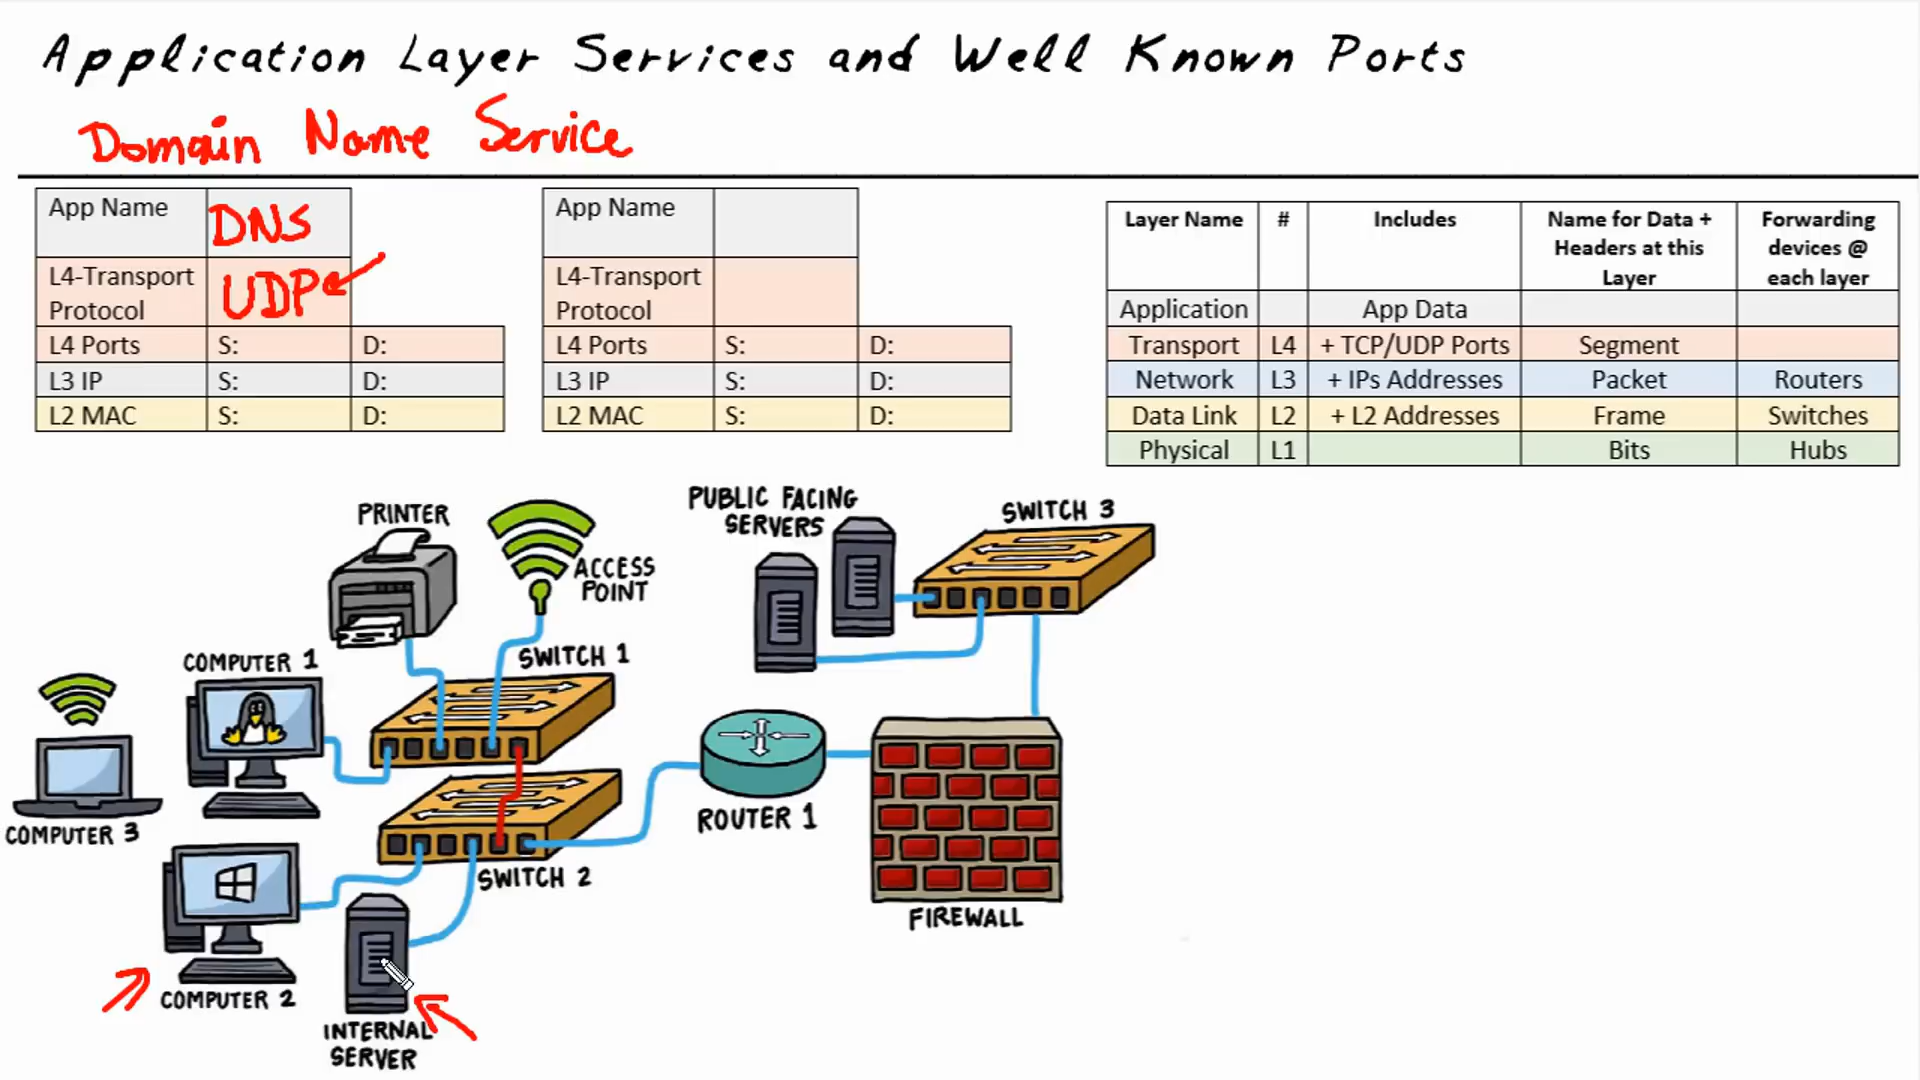 Application Layer Services and Well Known Ports
Domain Name Service
App Name DNS
L4-Transport Protocol UDP
L4 Ports S: D:
L3 IP S: D:
L2 MAC S: D:
App Name
L4-Transport Protocol
L4 Ports S: D:
L3 IP S: D:
L2 MAC S: D:
Layer Name # Includes Name for Data + Headers at this Layer Forwarding devices @ each layer
Application App Data
Transport L4 + TCP/UDP Ports Segment
Network L3 + IPs Addresses Packet Routers
Data Link L2 + L2 Addresses Frame Switches
Physical L1 Bits Hubs
PRINTER
ACCESS
POINT
PUBLIC FACING
SERVERS
SWITCH 3
COMPUTER 1
SWITCH 1
COMPUTER 3
ROUTER 1
SWITCH 2
FIREWALL
COMPUTER 2
INTERNAL
SERVER